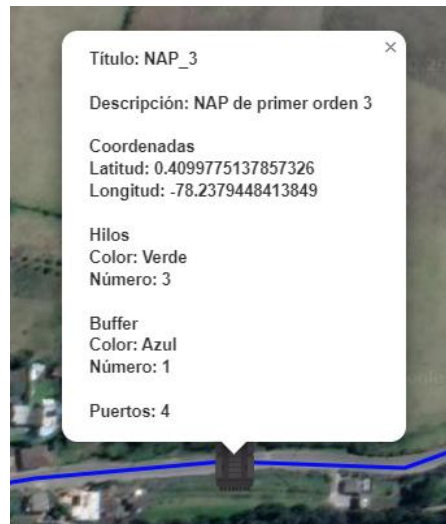 ×
Título: NAP_3
Descripción: NAP de primer orden 3
Coordenadas
Latitud: 0.4099775137857326
Longitud: -78.2379448413849
Hilos
Color: Verde
Número: 3
Buffer
Color: Azul
Número: 1
Puertos: 4